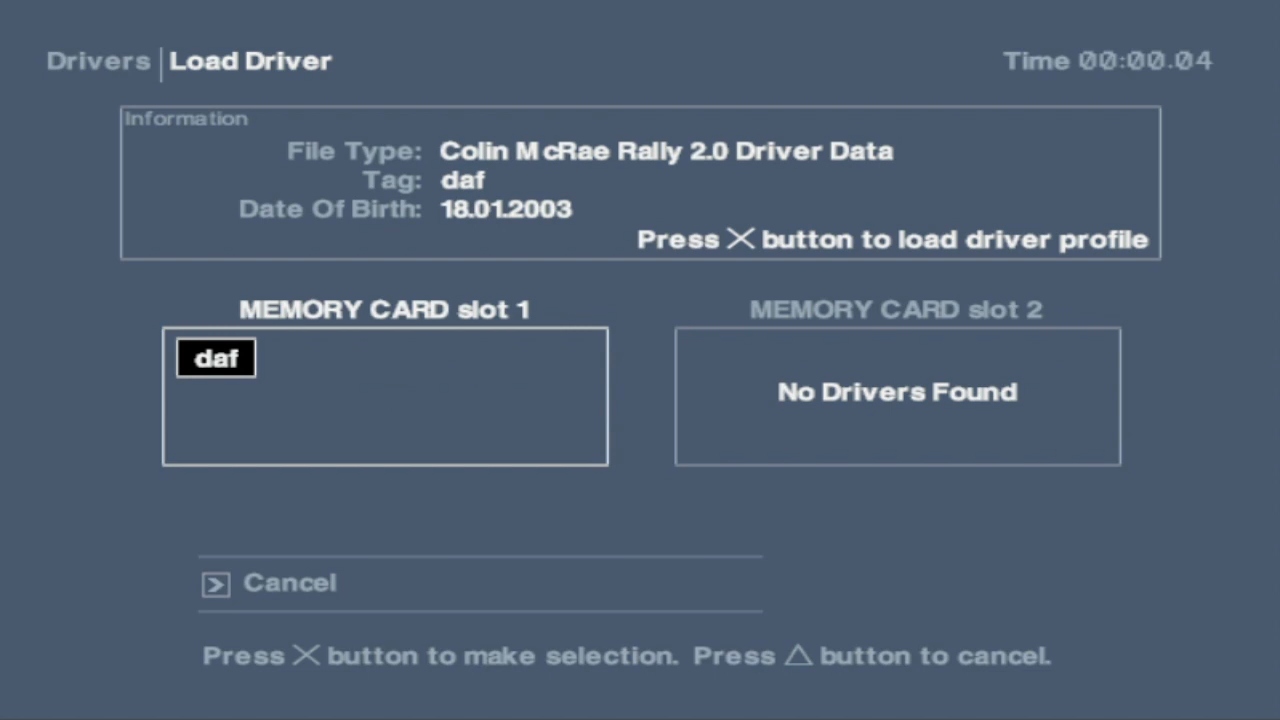 Drivers Load Driver Time 00:00.04
Information
File Type: Colin McRae Rally 2.0 Driver Data
Tag: daf
Date Of Birth: 18.01.2003
Press ✕ button to load driver profile
MEMORY CARD slot 1
daf
MEMORY CARD slot 2
No Drivers Found
Cancel
Press ✕ button to make selection. Press △ button to cancel.